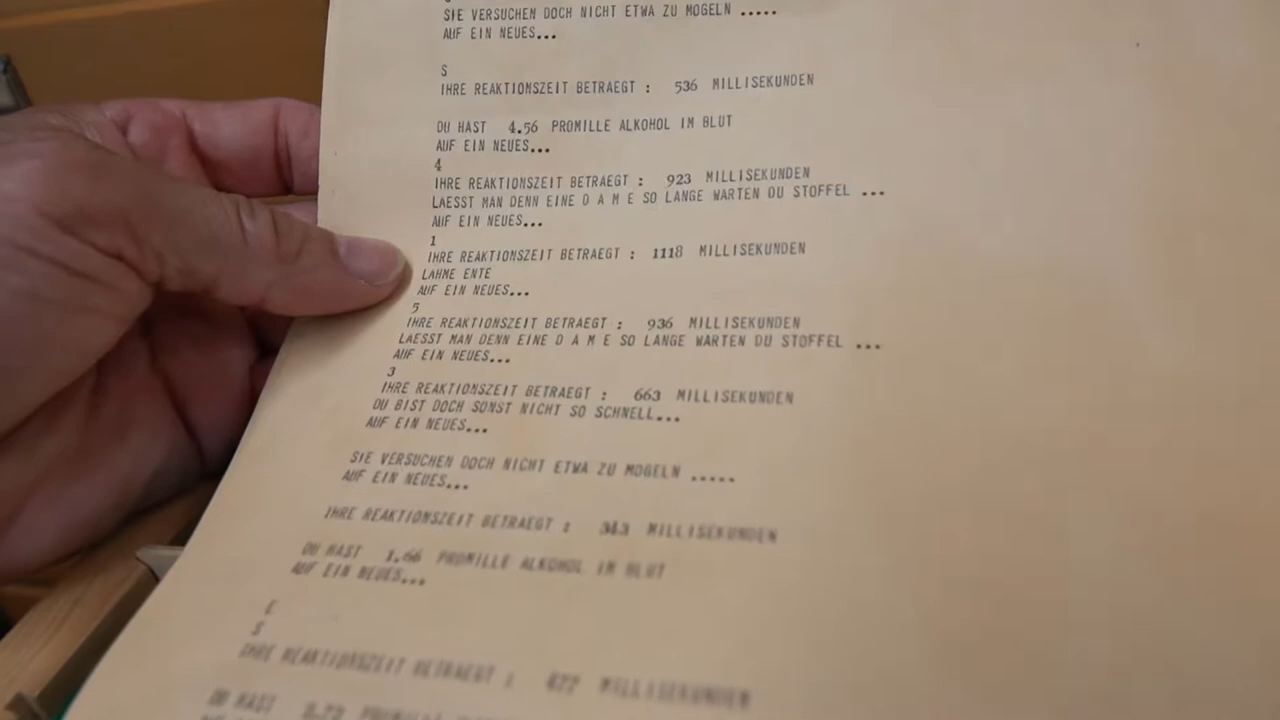 SIE VERSUCHEN DOCH NICHT ETWA ZU MOGELN .....
AUF EIN NEUES...
S
IHRE REAKTIONSZEIT BETRAEGT : 536 MILLISEKUNDEN
DU HAST 4.56 PROMILLE ALKOHOL IM BLUT
AUF EIN NEUES...
4
IHRE REAKTIONSZEIT BETRAEGT : 923 MILLISEKUNDEN
LAESST MAN DENN EINE D A M E SO LANGE WARTEN DU STOFFEL ...
AUF EIN NEUES...
1
IHRE REAKTIONSZEIT BETRAEGT : 1118 MILLISEKUNDEN
LAHME ENTE
AUF EIN NEUES...
5
IHRE REAKTIONSZEIT BETRAEGT : 936 MILLISEKUNDEN
LAESST MAN DENN EINE D A M E SO LANGE WARTEN DU STOFFEL ...
AUF EIN NEUES...
3
IHRE REAKTIONSZEIT BETRAEGT : 663 MILLISEKUNDEN
DU BIST DOCH SONST NICHT SO SCHNELL...
AUF EIN NEUES...
SIE VERSUCHEN DOCH NICHT ETWA ZU MOGELN .....
AUF EIN NEUES...
IHRE REAKTIONSZEIT BETRAEGT : 343 MILLISEKUNDEN
DU HAST 1.66 PROMILLE ALKOHOL IM BLUT
AUF EIN NEUES...
E
S
IHRE REAKTIONSZEIT BETRAEGT : MILLISEKUNDEN
DU HAST PROMILLE